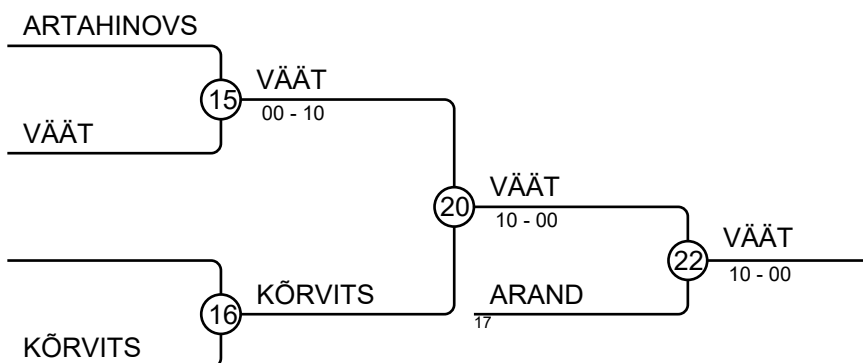 ARTAHINOVS
15
VÄÄT
00 - 10
VÄÄT
20
VÄÄT
10 - 00
22
VÄÄT
10 - 00
16
KÕRVITS
ARAND
17
KÕRVITS